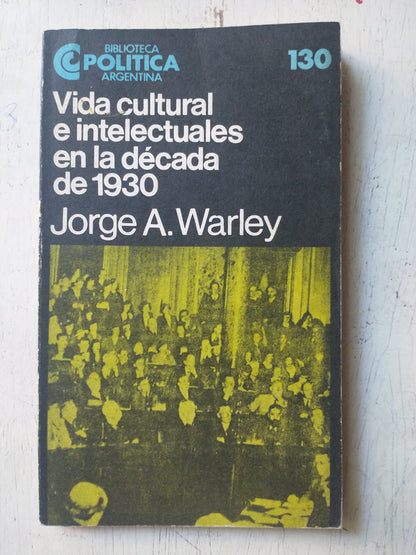 BIBLIOTECA
POLITICA
ARGENTINA
130
Vida cultural
e intelectuales
en la década
de 1930
Jorge A. Warley